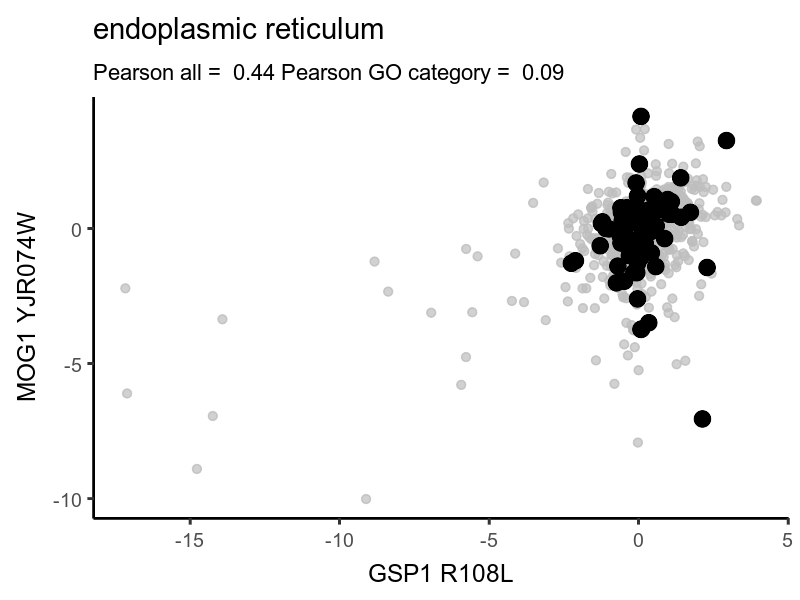 endoplasmic reticulum
Pearson all =  0.44 Pearson GO category =  0.09
MOG1 YJR074W
0
-5
-10
-15
-10
-5
0
5
GSP1 R108L